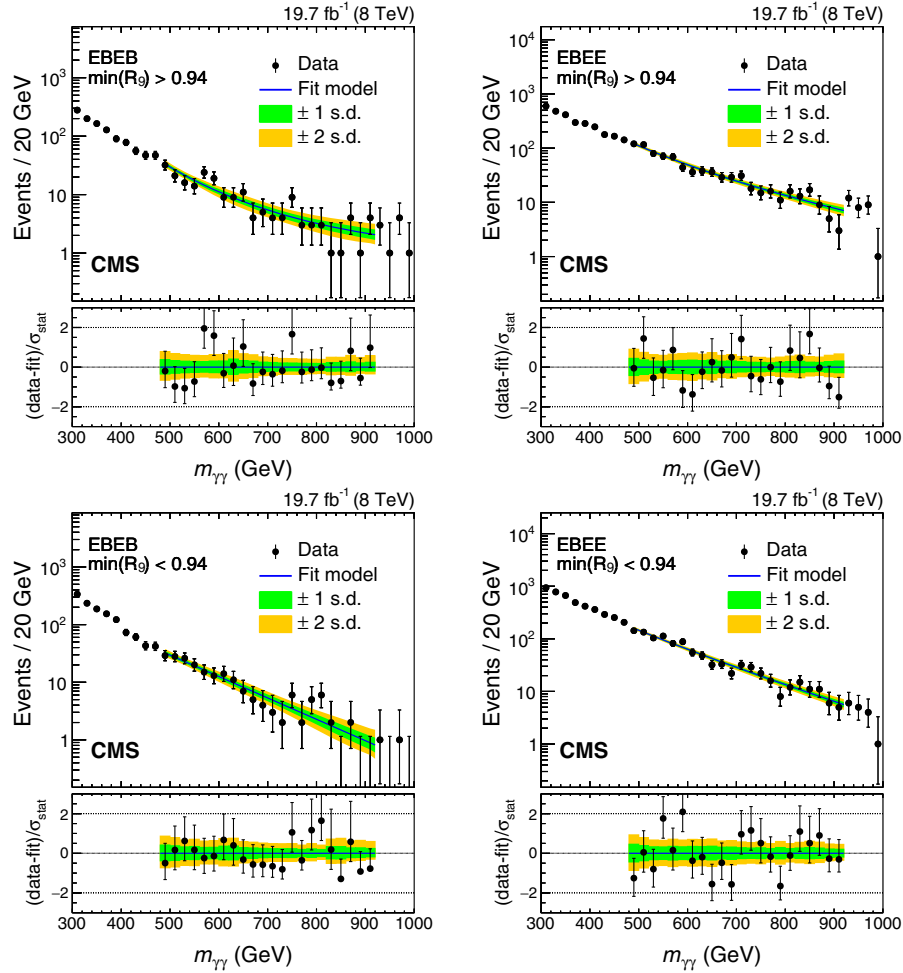 19.7 fb⁻¹ (8 TeV)
EBEB
min(R₉) > 0.94
Data
Fit model
± 1 s.d.
± 2 s.d.
Events / 20 GeV
10³
10²
10
1
CMS
(data-fit)/σ_stat
2
0
−2
300 400 500 600 700 800 900 1000
m_γγ (GeV)
19.7 fb⁻¹ (8 TeV)
EBEE
min(R₉) > 0.94
Data
Fit model
± 1 s.d.
± 2 s.d.
Events / 20 GeV
10⁴
10³
10²
10
1
CMS
(data-fit)/σ_stat
2
0
−2
300 400 500 600 700 800 900 1000
m_γγ (GeV)
19.7 fb⁻¹ (8 TeV)
EBEB
min(R₉) < 0.94
Data
Fit model
± 1 s.d.
± 2 s.d.
Events / 20 GeV
10³
10²
10
1
CMS
(data-fit)/σ_stat
2
0
−2
300 400 500 600 700 800 900 1000
m_γγ (GeV)
19.7 fb⁻¹ (8 TeV)
EBEE
min(R₉) < 0.94
Data
Fit model
± 1 s.d.
± 2 s.d.
Events / 20 GeV
10⁴
10³
10²
10
1
CMS
(data-fit)/σ_stat
2
0
−2
300 400 500 600 700 800 900 1000
m_γγ (GeV)